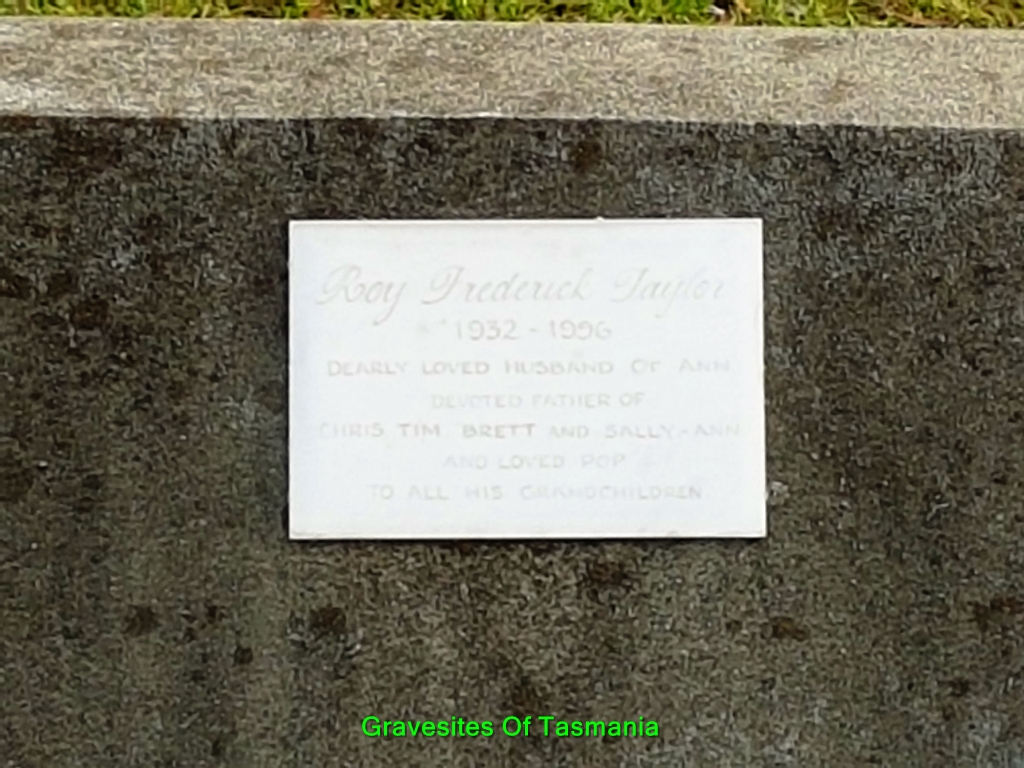 Roy Frederick Taylor
1932 - 1996
DEARLY LOVED HUSBAND OF ANN
DEVOTED FATHER OF
CHRIS TIM BRETT AND SALLY-ANN
AND LOVED POP
TO ALL HIS GRANDCHILDREN.
Gravesites Of Tasmania